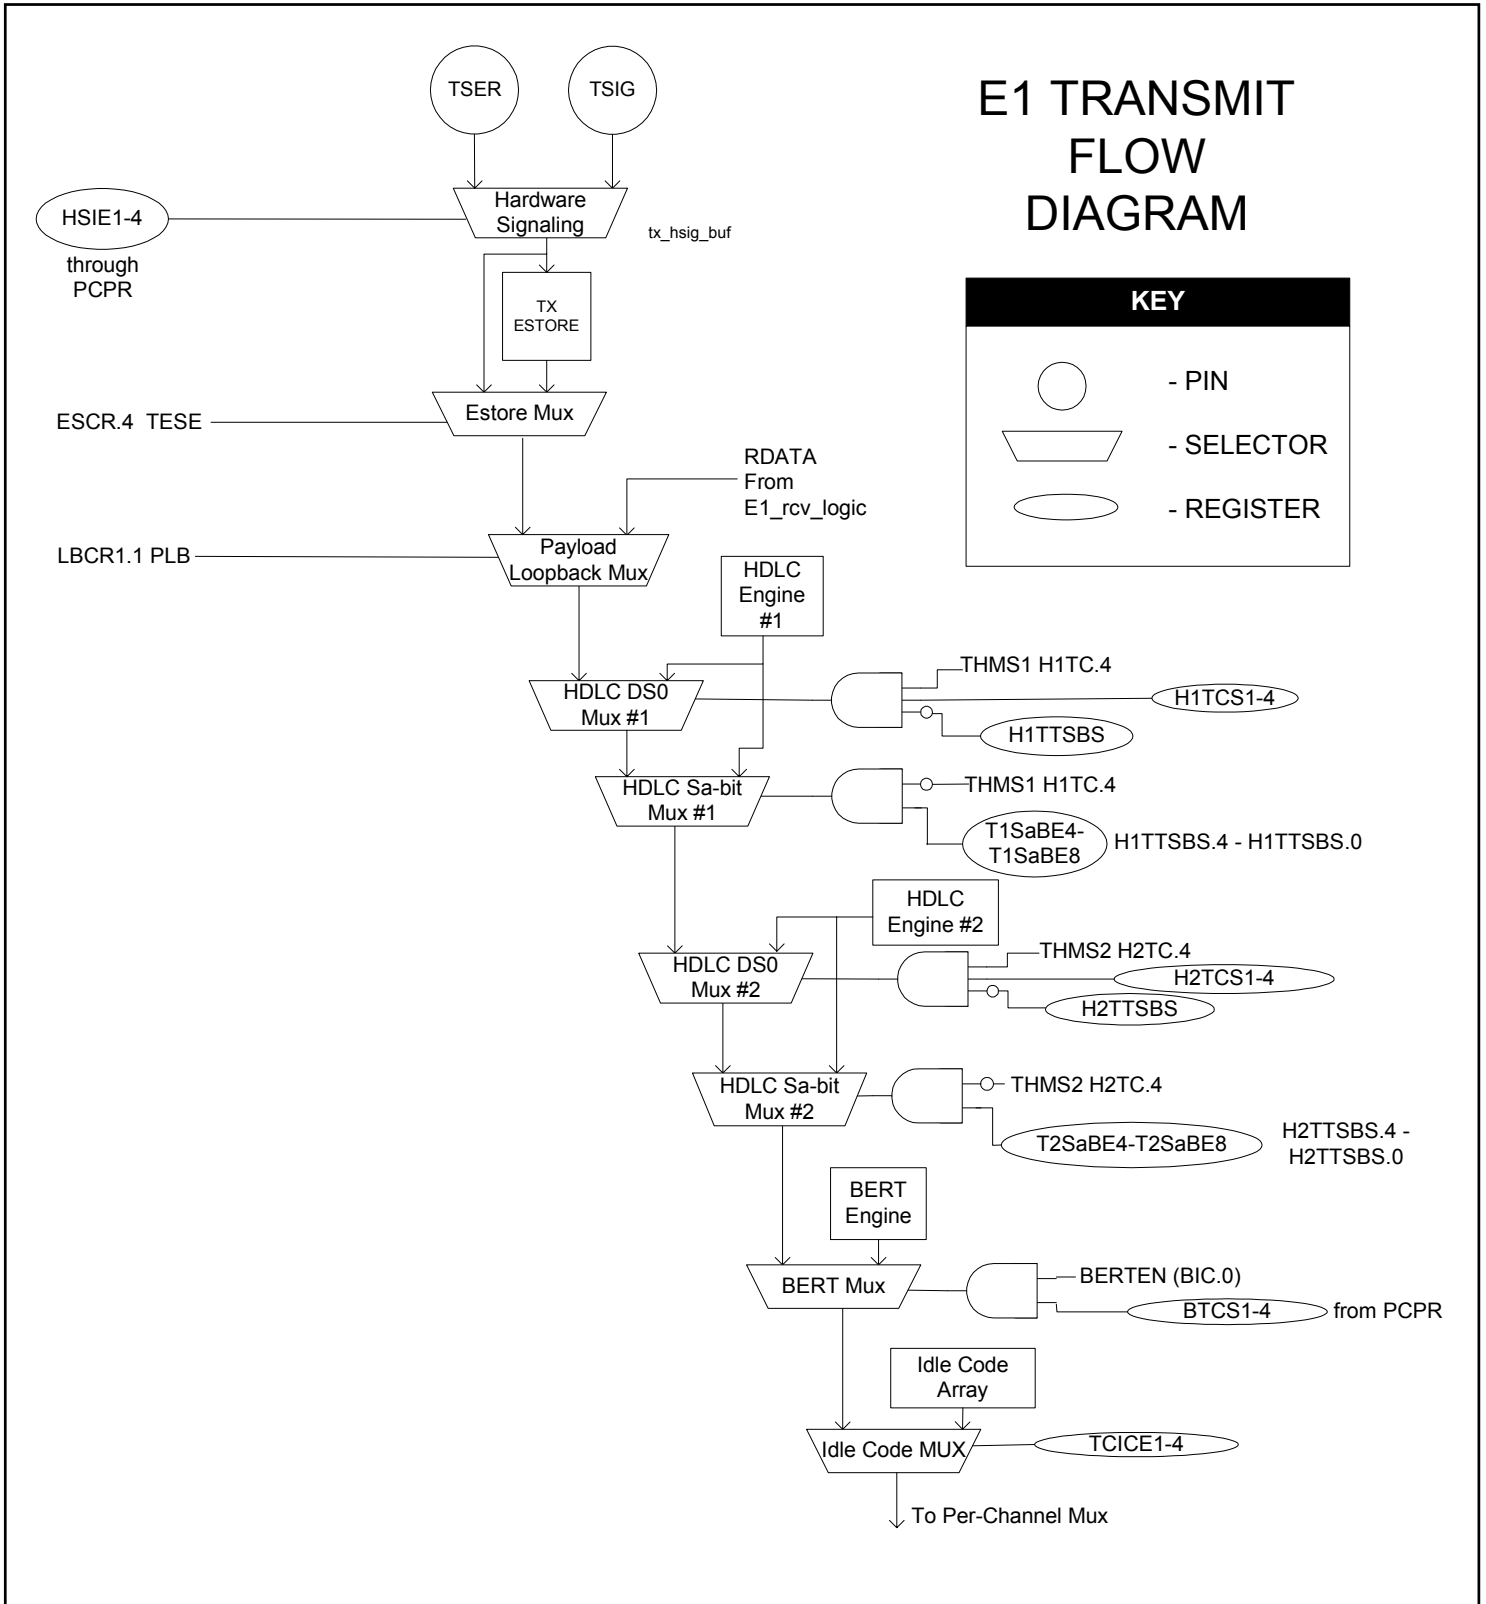 E1 TRANSMIT
FLOW
DIAGRAM
TSER
TSIG
Hardware
Signaling
HSIE1-4
through
PCPR
tx_hsig_buf
TX
ESTORE
KEY
- PIN
- SELECTOR
- REGISTER
Estore Mux
ESCR.4  TESE
RDATA
From
E1_rcv_logic
LBCR1.1 PLB
Payload
Loopback Mux
HDLC
Engine
#1
THMS1 H1TC.4
HDLC DS0
Mux #1
H1TCS1-4
H1TTSBS
HDLC Sa-bit
Mux #1
THMS1 H1TC.4
T1SaBE4-
T1SaBE8
H1TTSBS.4 - H1TTSBS.0
HDLC
Engine #2
THMS2 H2TC.4
HDLC DS0
Mux #2
H2TCS1-4
H2TTSBS
HDLC Sa-bit
Mux #2
THMS2 H2TC.4
T2SaBE4-T2SaBE8
H2TTSBS.4 -
H2TTSBS.0
BERT
Engine
BERT Mux
BERTEN (BIC.0)
BTCS1-4
from PCPR
Idle Code
Array
Idle Code MUX
TCICE1-4
To Per-Channel Mux